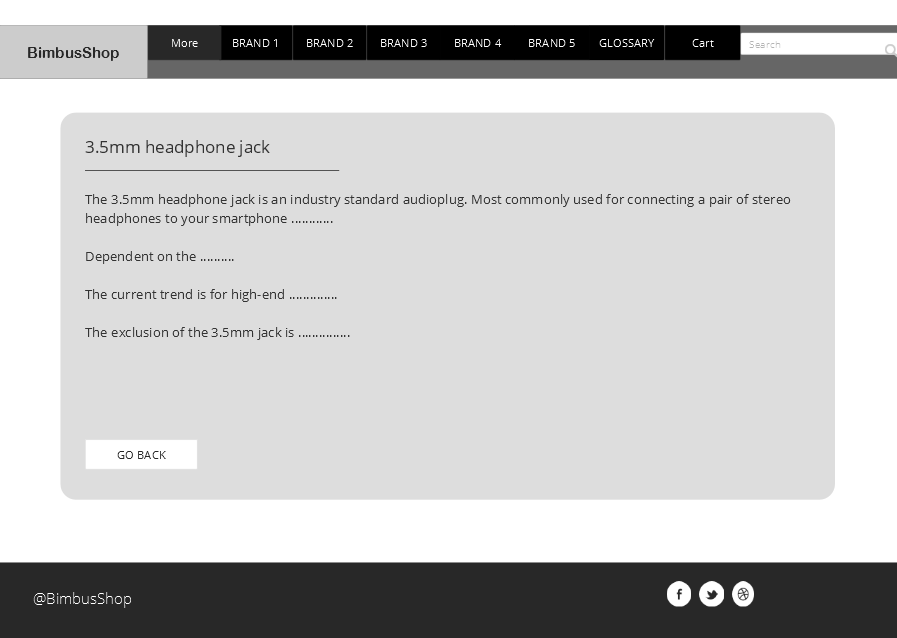 BimbusShop
More
BRAND 1
BRAND 2
BRAND 3
BRAND 4
BRAND 5
GLOSSARY
Cart
Search
3.5mm headphone jack
The 3.5mm headphone jack is an industry standard audioplug. Most commonly used for connecting a pair of stereo
headphones to your smartphone ............
Dependent on the ..........
The current trend is for high-end ..............
The exclusion of the 3.5mm jack is ...............
GO BACK
@BimbusShop